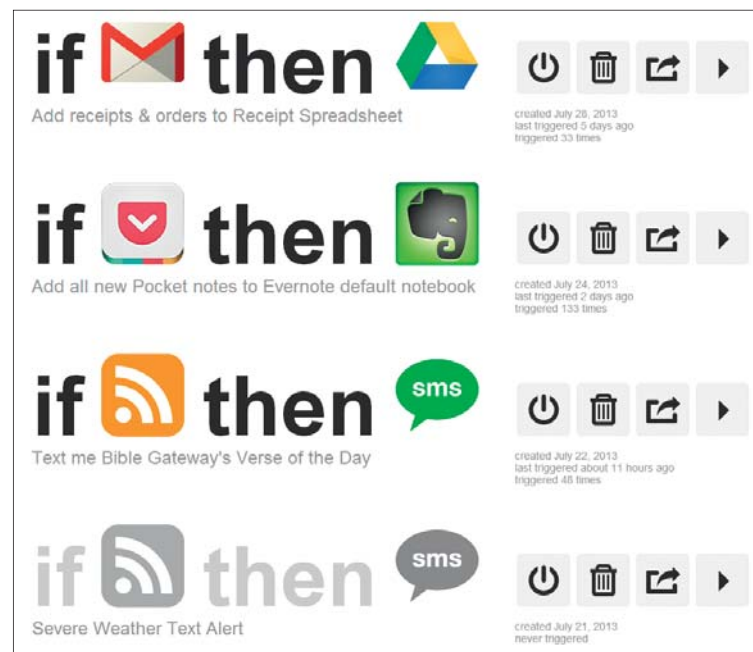 if then
Add receipts & orders to Receipt Spreadsheet
created July 28, 2013
last triggered 5 days ago
triggered 33 times
if then
Add all new Pocket notes to Evernote default notebook
created July 24, 2013
last triggered 2 days ago
triggered 133 times
if then sms
Text me Bible Gateway's Verse of the Day
created July 22, 2013
last triggered about 11 hours ago
triggered 48 times
if then sms
Severe Weather Text Alert
created July 21, 2013
never triggered